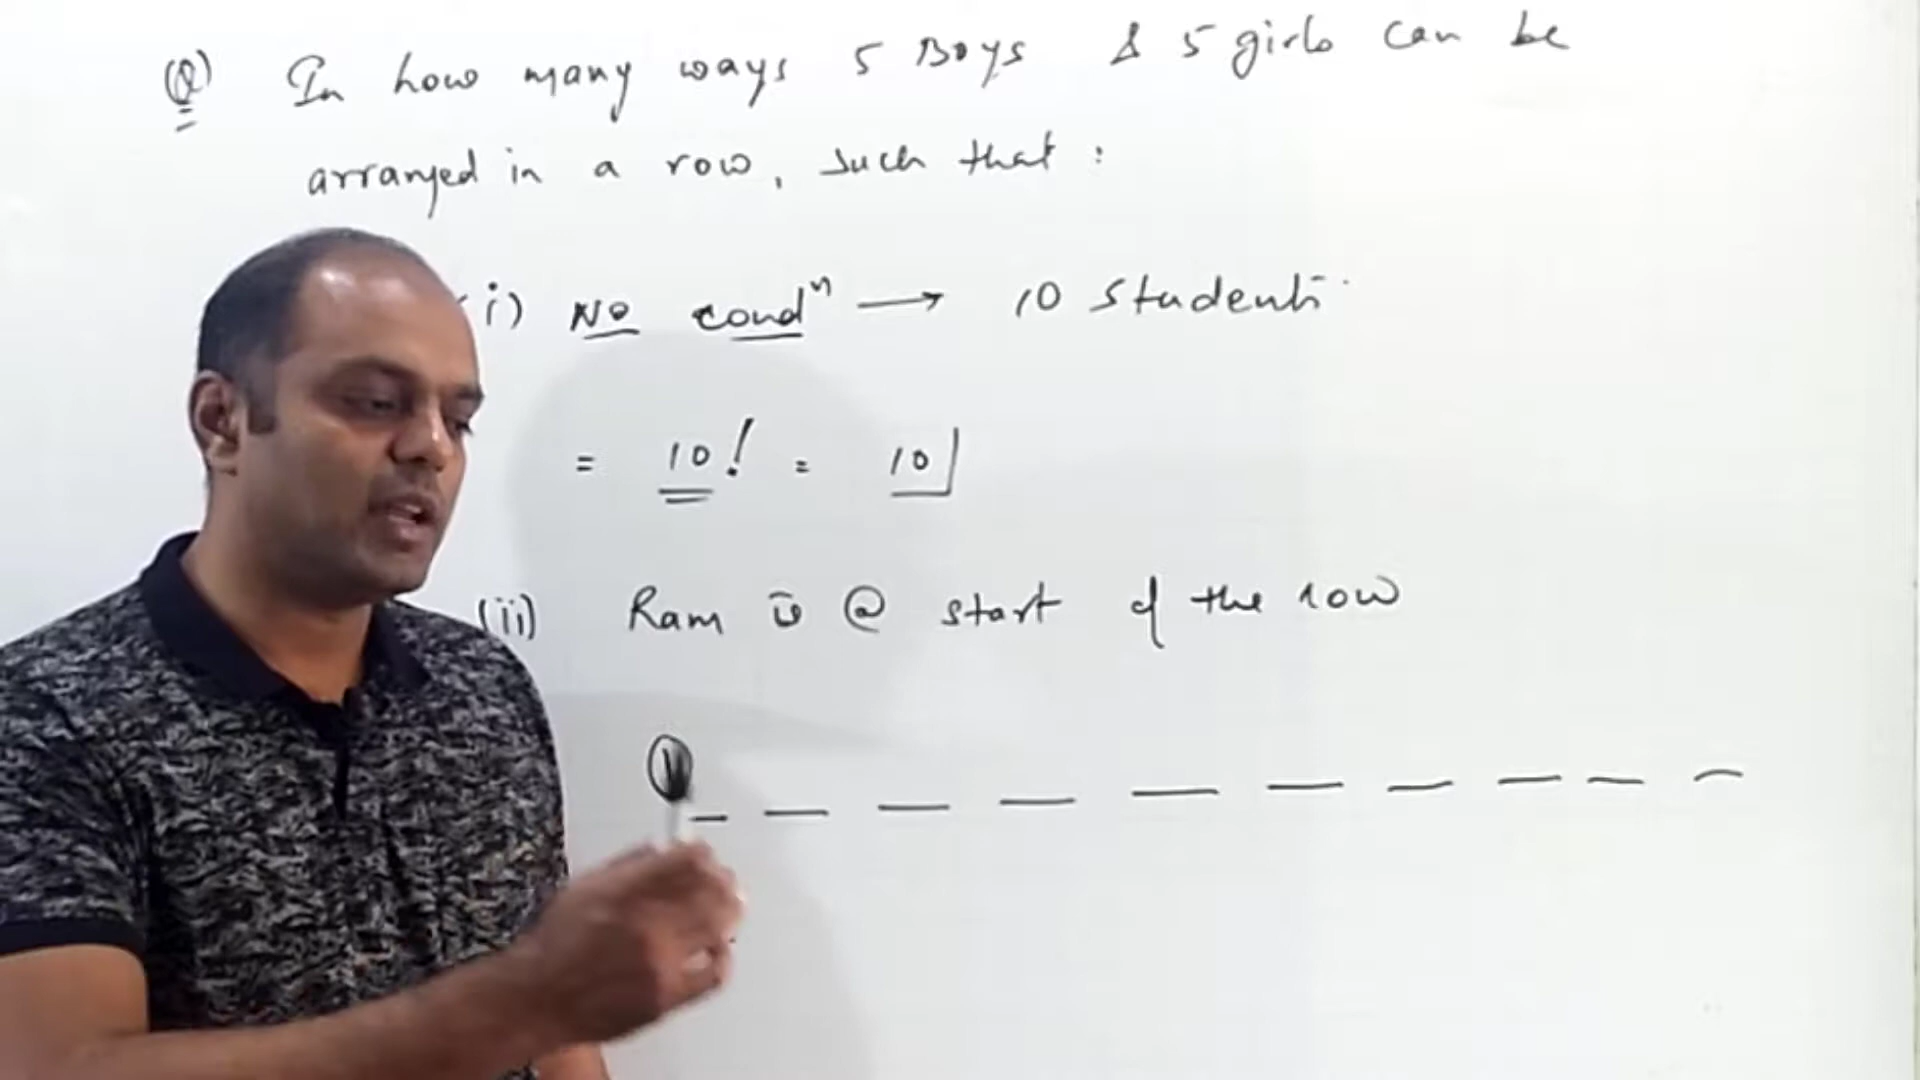 (Q) In how many ways 5 Boys & 5 girls can be
arranged in a row, such that :
(i) No condⁿ → 10 Students
= 10! = 10⌋
(ii) Ram is @ start of the row
1